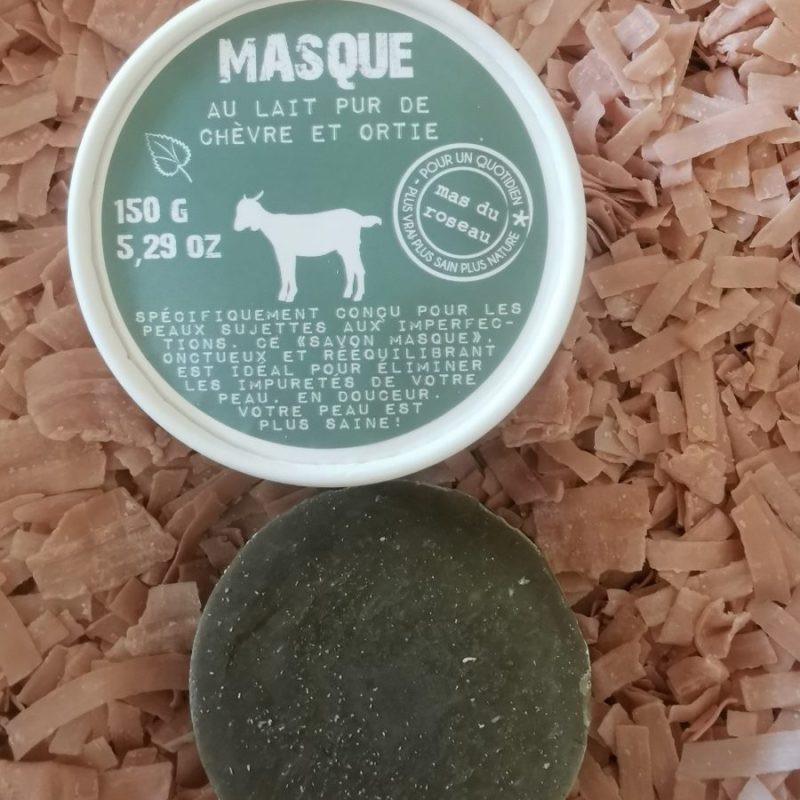 MASQUE
AU LAIT PUR DE
CHÈVRE ET ORTIE
150 G
5,29 OZ
POUR UN QUOTIDIEN
- PLUS VRAI PLUS SAIN PLUS NATURE
mas du
roseau
SPÉCIFIQUEMENT CONÇU POUR LES
PEAUX SUJETTES AUX IMPERFEC-
TIONS. CE «SAVON MASQUE»,
ONCTUEUX ET RÉÉQUILIBRANT
EST IDÉAL POUR ÉLIMINER
LES IMPURETÉS DE VOTRE
PEAU, EN DOUCEUR.
VOTRE PEAU EST
PLUS SAINE!